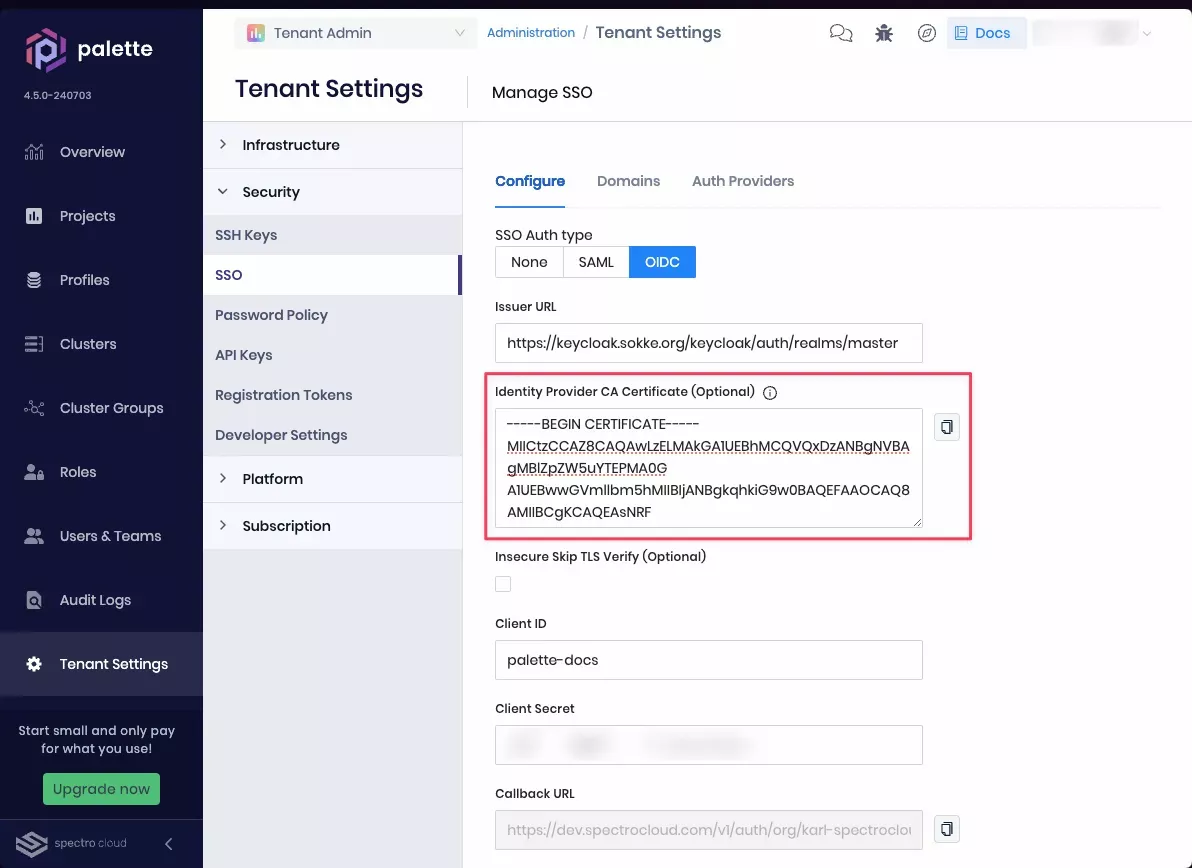 palette
4.5.0-240703
Overview
Projects
Profiles
Clusters
Cluster Groups
Roles
Users & Teams
Audit Logs
Tenant Settings
Start small and only pay
for what you use!
Upgrade now
spectro cloud
Tenant Admin
Administration / Tenant Settings
Docs
Tenant Settings
Manage SSO
Infrastructure
Security
SSH Keys
SSO
Password Policy
API Keys
Registration Tokens
Developer Settings
Platform
Subscription
Configure
Domains
Auth Providers
SSO Auth type
None
SAML
OIDC
Issuer URL
https://keycloak.sokke.org/keycloak/auth/realms/master
Identity Provider CA Certificate (Optional)
-----BEGIN CERTIFICATE-----
MIICtzCCAZ8CAQAwLzELMAkGA1UEBhMCQVQxDzANBgNVBA
gMBlZpZW5uYTEPMA0G
A1UEBwwGVmllbm5hMIIBIjANBgkqhkiG9w0BAQEFAAOCAQ8
AMIIBCgKCAQEAsNRF
Insecure Skip TLS Verify (Optional)
Client ID
palette-docs
Client Secret
Callback URL
https://dev.spectrocloud.com/v1/auth/org/karl-spectroclou